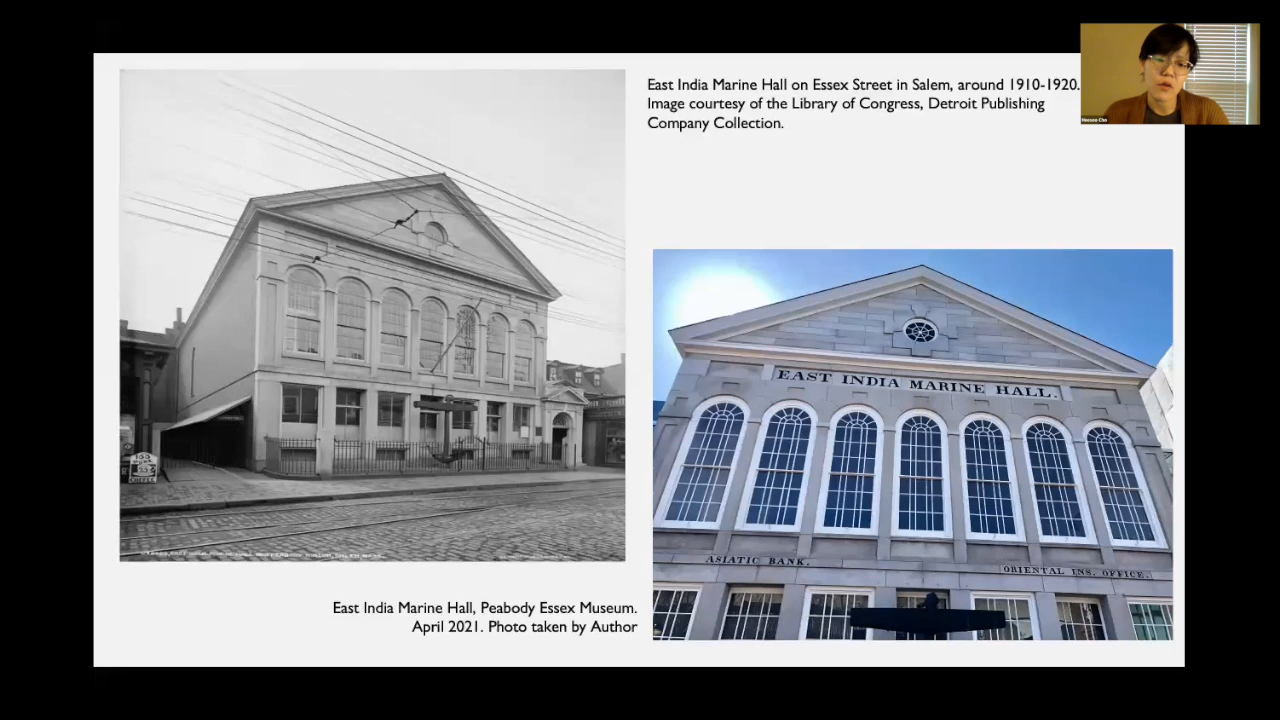 East India Marine Hall on Essex Street in Salem, around 1910-1920.
Image courtesy of the Library of Congress, Detroit Publishing
Company Collection.
Heesoo Cho
EAST INDIA MARINE HALL.
ASIATIC BANK.
ORIENTAL INS. OFFICE.
East India Marine Hall, Peabody Essex Museum.
April 2021. Photo taken by Author